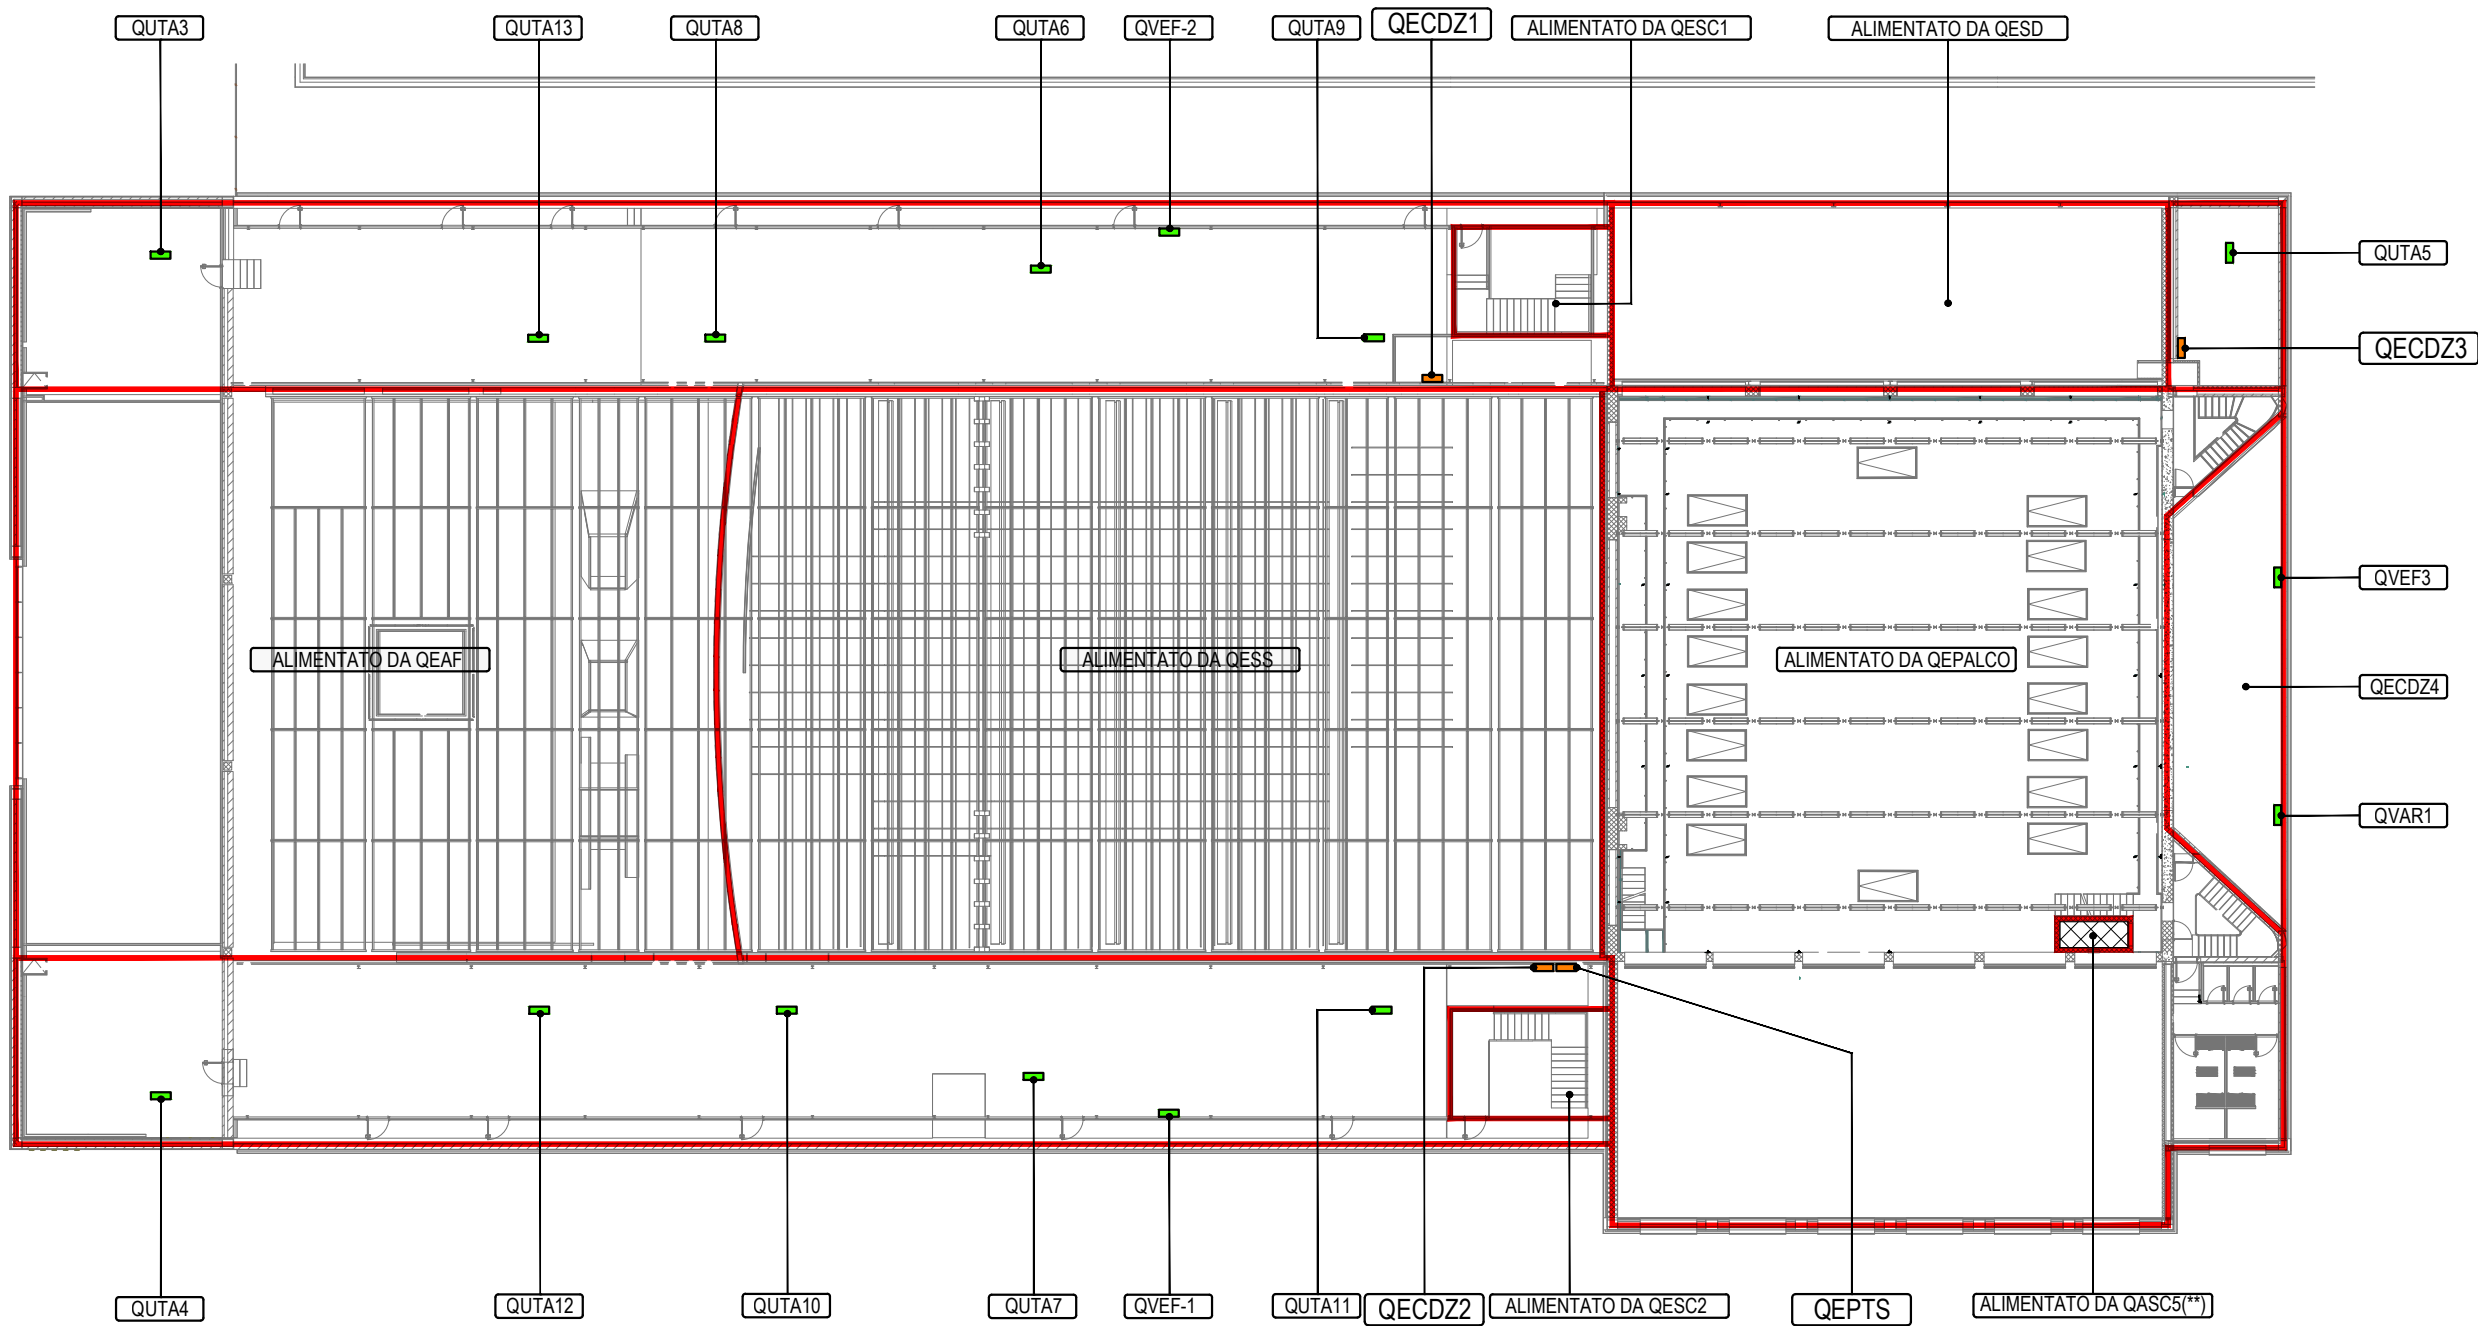 QUTA3
QUTA13
QUTA8
QUTA6
QVEF-2
QUTA9
QECDZ1
ALIMENTATO DA QESC1
ALIMENTATO DA QESD
QUTA5
QECDZ3
QVEF3
ALIMENTATO DA QEAF
ALIMENTATO DA QESS
ALIMENTATO DA QEPALCO
QECDZ4
QVAR1
QUTA4
QUTA12
QUTA10
QUTA7
QVEF-1
QUTA11
QECDZ2
ALIMENTATO DA QESC2
QEPTS
ALIMENTATO DA QASC5(**)